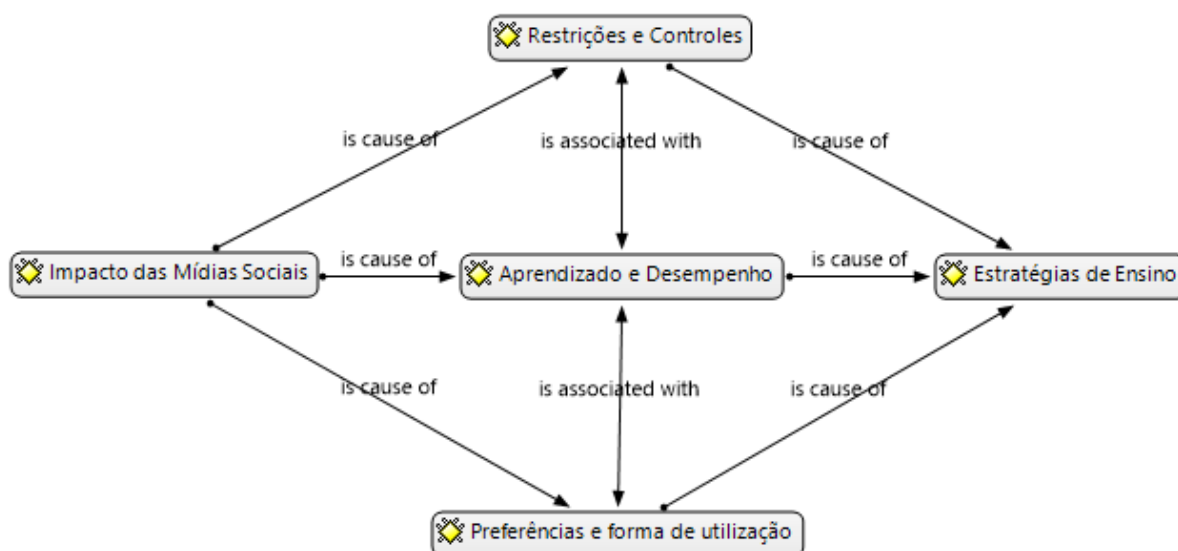 Restrições e Controles
is cause of
is associated with
is cause of
Impacto das Mídias Sociais
is cause of
Aprendizado e Desempenho
is cause of
Estratégias de Ensino
is cause of
is associated with
is cause of
Preferências e forma de utilização